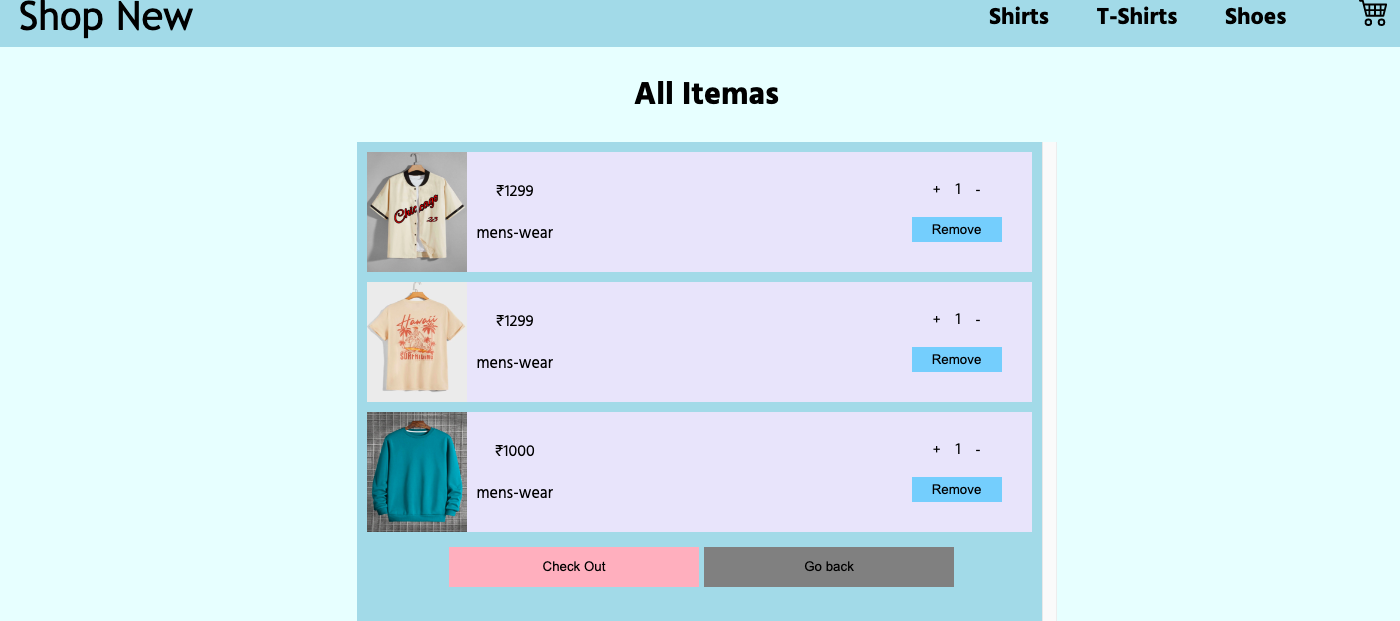 Shop New
Shirts T-Shirts Shoes
All Itemas
Chicago
23
₹1299
mens-wear
+ 1 -
Remove
Hawaii
₹1299
mens-wear
+ 1 -
Remove
₹1000
mens-wear
+ 1 -
Remove
Check Out Go back